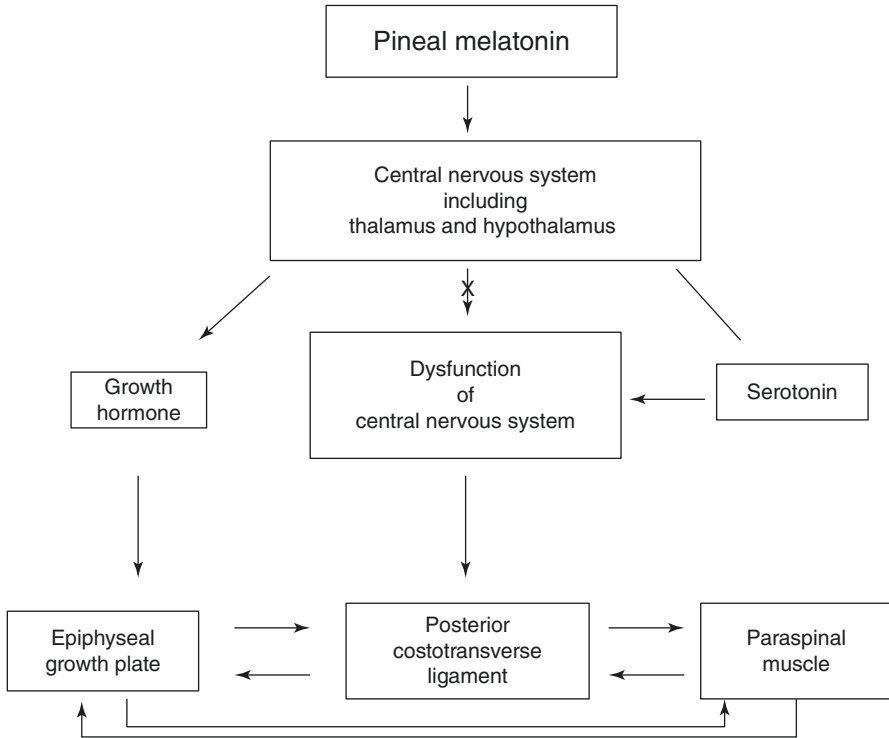 Pineal melatonin
Central nervous system
including
thalamus and hypothalamus
X
Growth
hormone
Dysfunction
of
central nervous system
Serotonin
Epiphyseal
growth plate
Posterior
costotransverse
ligament
Paraspinal
muscle